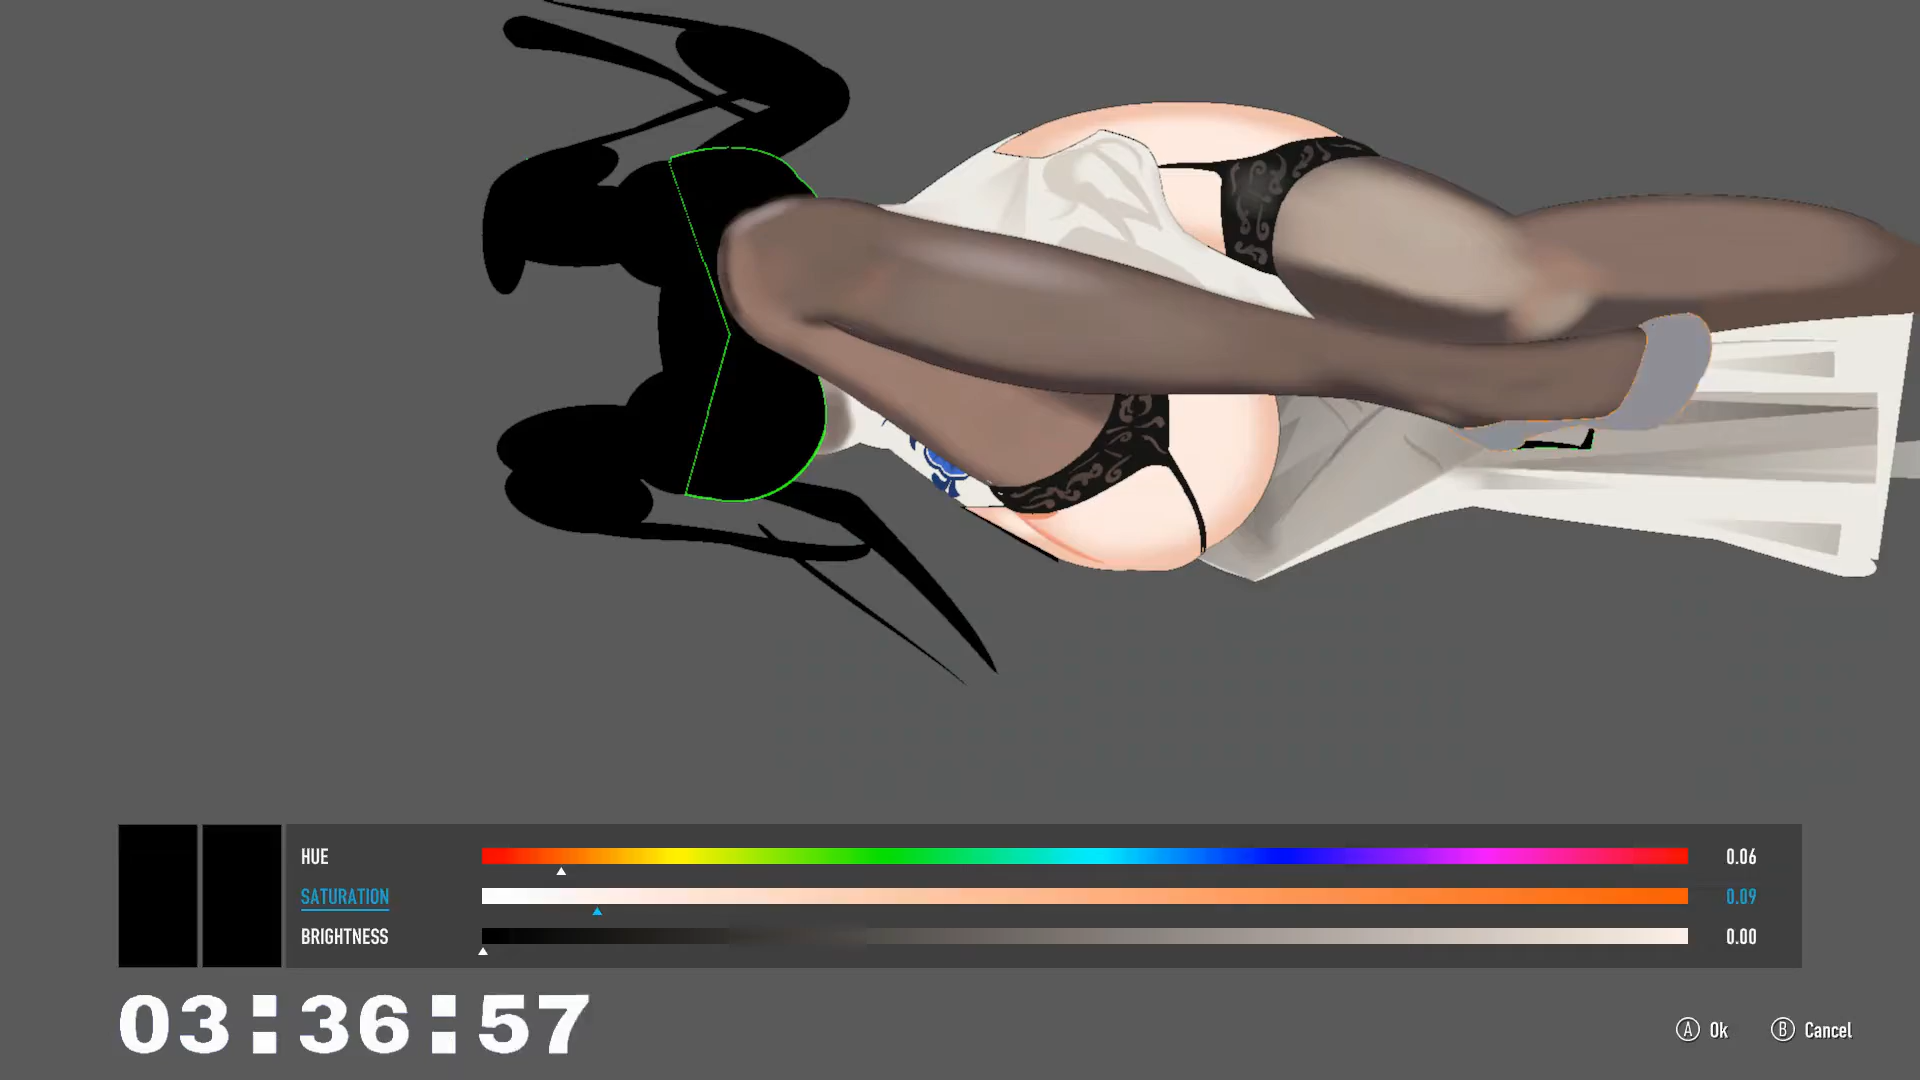 HUE 0.06
SATURATION 0.09
BRIGHTNESS 0.00
03:36:57
A Ok B Cancel